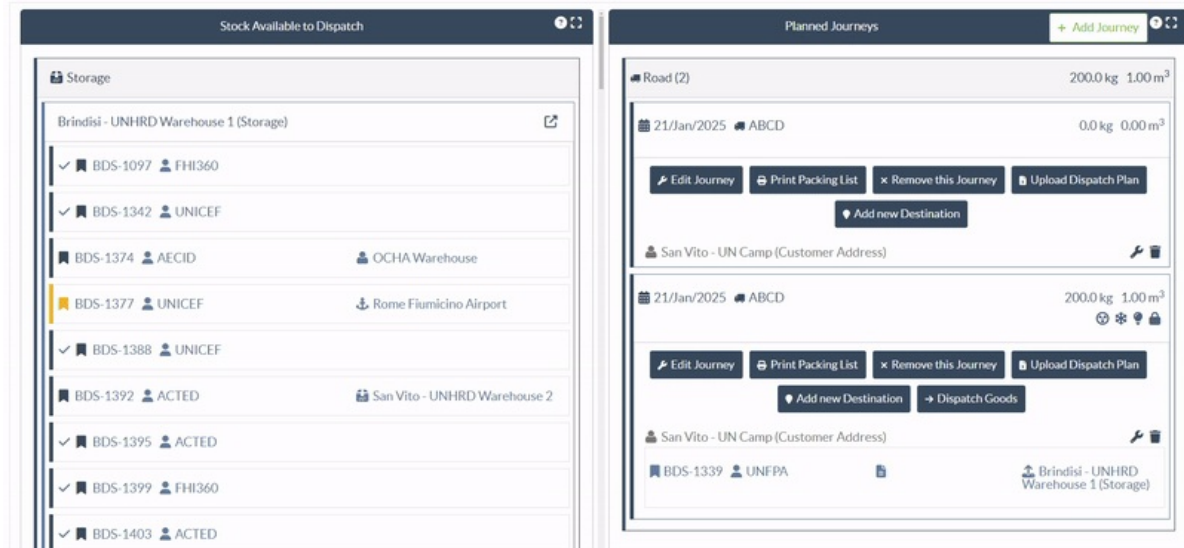 Stock Available to Dispatch
Storage
Brindisi - UNHRD Warehouse 1 (Storage)
BDS-1097 FHI360
BDS-1342 UNICEF
BDS-1374 AECID OCHA Warehouse
BDS-1377 UNICEF Rome Fiumicino Airport
BDS-1388 UNICEF
BDS-1392 ACTED San Vito - UNHRD Warehouse 2
BDS-1395 ACTED
BDS-1399 FHI360
BDS-1403 ACTED
Planned Journeys + Add Journey
Road (2) 200.0 kg 1.00 m³
21/Jan/2025 ABCD 0.0 kg 0.00 m³
Edit Journey Print Packing List × Remove this Journey Upload Dispatch Plan
Add new Destination
San Vito - UN Camp (Customer Address)
21/Jan/2025 ABCD 200.0 kg 1.00 m³
Edit Journey Print Packing List × Remove this Journey Upload Dispatch Plan
Add new Destination → Dispatch Goods
San Vito - UN Camp (Customer Address)
BDS-1339 UNFPA Brindisi - UNHRD
Warehouse 1 (Storage)